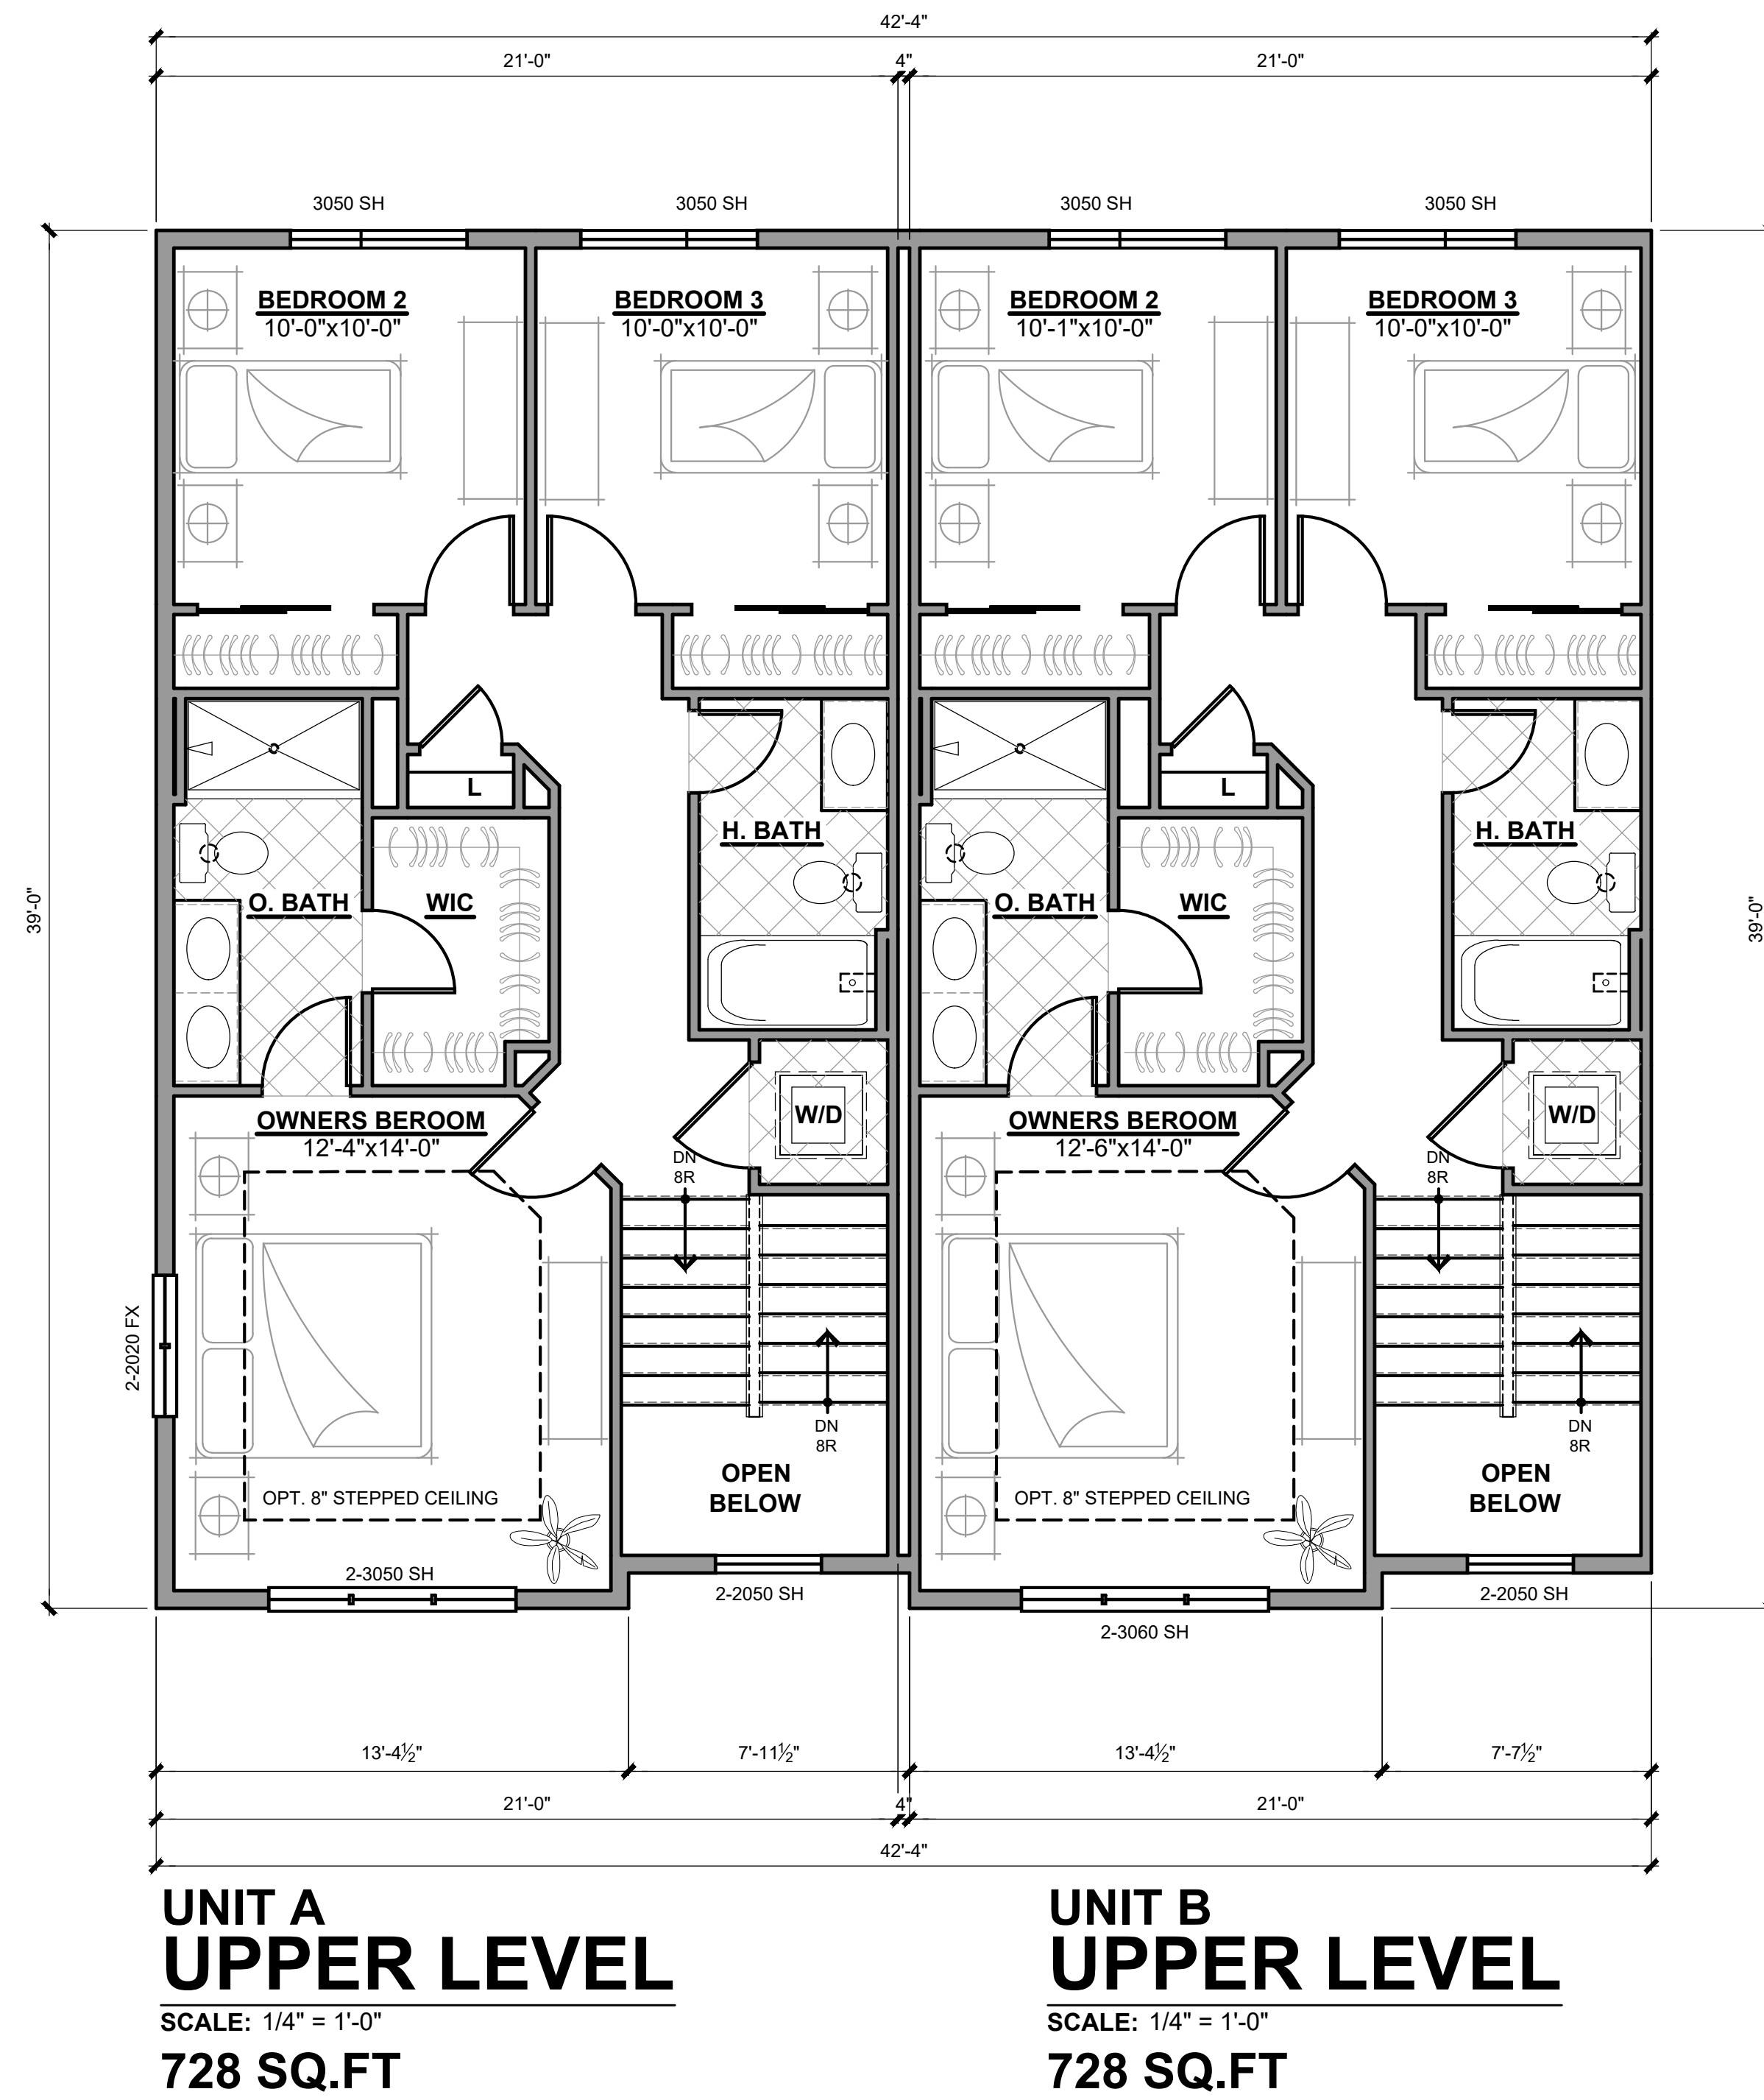 42'-4"
21'-0" 4" 21'-0"
3050 SH 3050 SH 3050 SH 3050 SH
BEDROOM 2
10'-0"x10'-0"
BEDROOM 3
10'-0"x10'-0"
BEDROOM 2
10'-1"x10'-0"
BEDROOM 3
10'-0"x10'-0"
L
L
H. BATH
H. BATH
39'-0"
O. BATH
WIC
O. BATH
WIC
39'-0"
OWNERS BEROOM
12'-4"x14'-0"
W/D
OWNERS BEROOM
12'-6"x14'-0"
W/D
DN
8R
DN
8R
2-2020 FX
DN
8R
DN
8R
OPEN
BELOW
OPEN
BELOW
OPT. 8" STEPPED CEILING
OPT. 8" STEPPED CEILING
2-3050 SH
2-2050 SH
2-2050 SH
2-3060 SH
13'-4½" 7'-11½" 13'-4½" 7'-7½"
21'-0" 4" 21'-0"
42'-4"
UNIT A
UPPER LEVEL
SCALE: 1/4" = 1'-0"
728 SQ.FT
UNIT B
UPPER LEVEL
SCALE: 1/4" = 1'-0"
728 SQ.FT